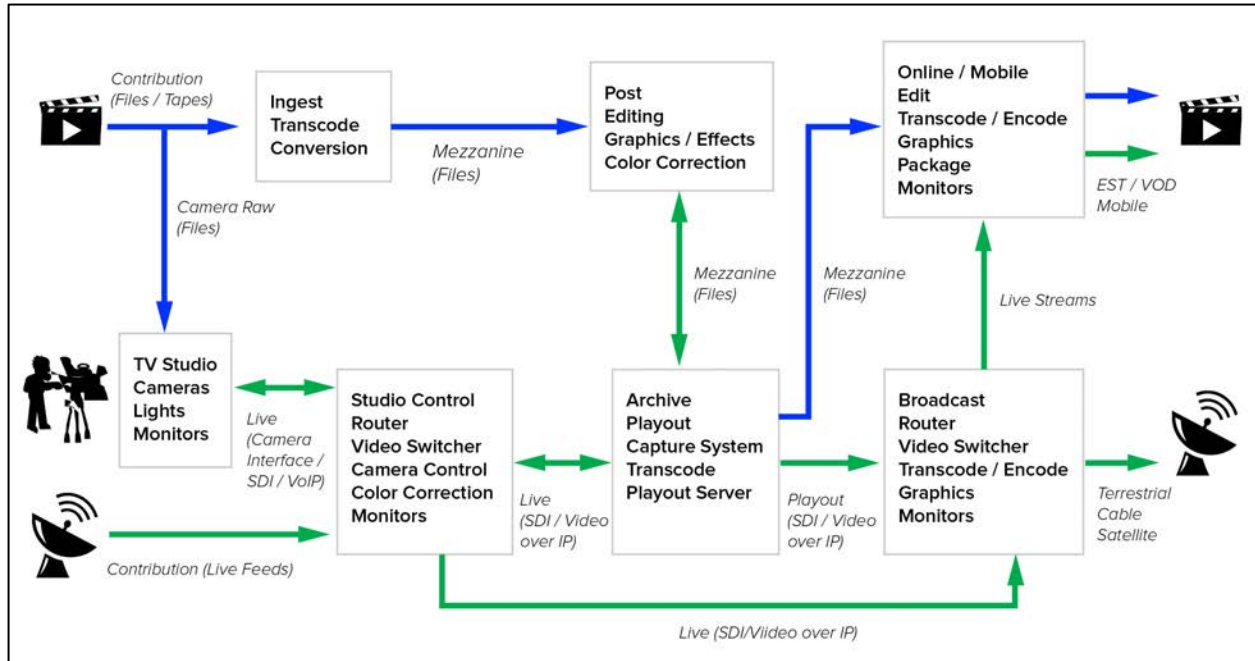 Contribution
(Files / Tapes)
Ingest
Transcode
Conversion
Mezzanine
(Files)
Post
Editing
Graphics / Effects
Color Correction
Online / Mobile
Edit
Transcode / Encode
Graphics
Package
Monitors
EST / VOD
Mobile
Camera Raw
(Files)
Mezzanine
(Files)
Mezzanine
(Files)
Live Streams
TV Studio
Cameras
Lights
Monitors
Live
(Camera
Interface /
SDI / VoIP)
Studio Control
Router
Video Switcher
Camera Control
Color Correction
Monitors
Live
(SDI / Video
over IP)
Archive
Playout
Capture System
Transcode
Playout Server
Playout
(SDI / Video
over IP)
Broadcast
Router
Video Switcher
Transcode / Encode
Graphics
Monitors
Terrestrial
Cable
Satellite
Contribution (Live Feeds)
Live (SDI/Viideo over IP)